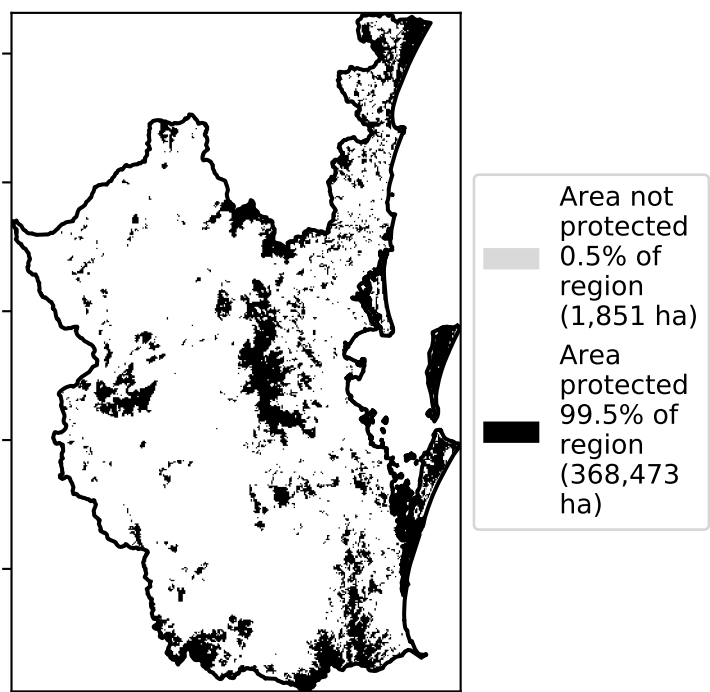 Area not
protected
0.5% of
region
(1,851 ha)
Area
protected
99.5% of
region
(368,473
ha)